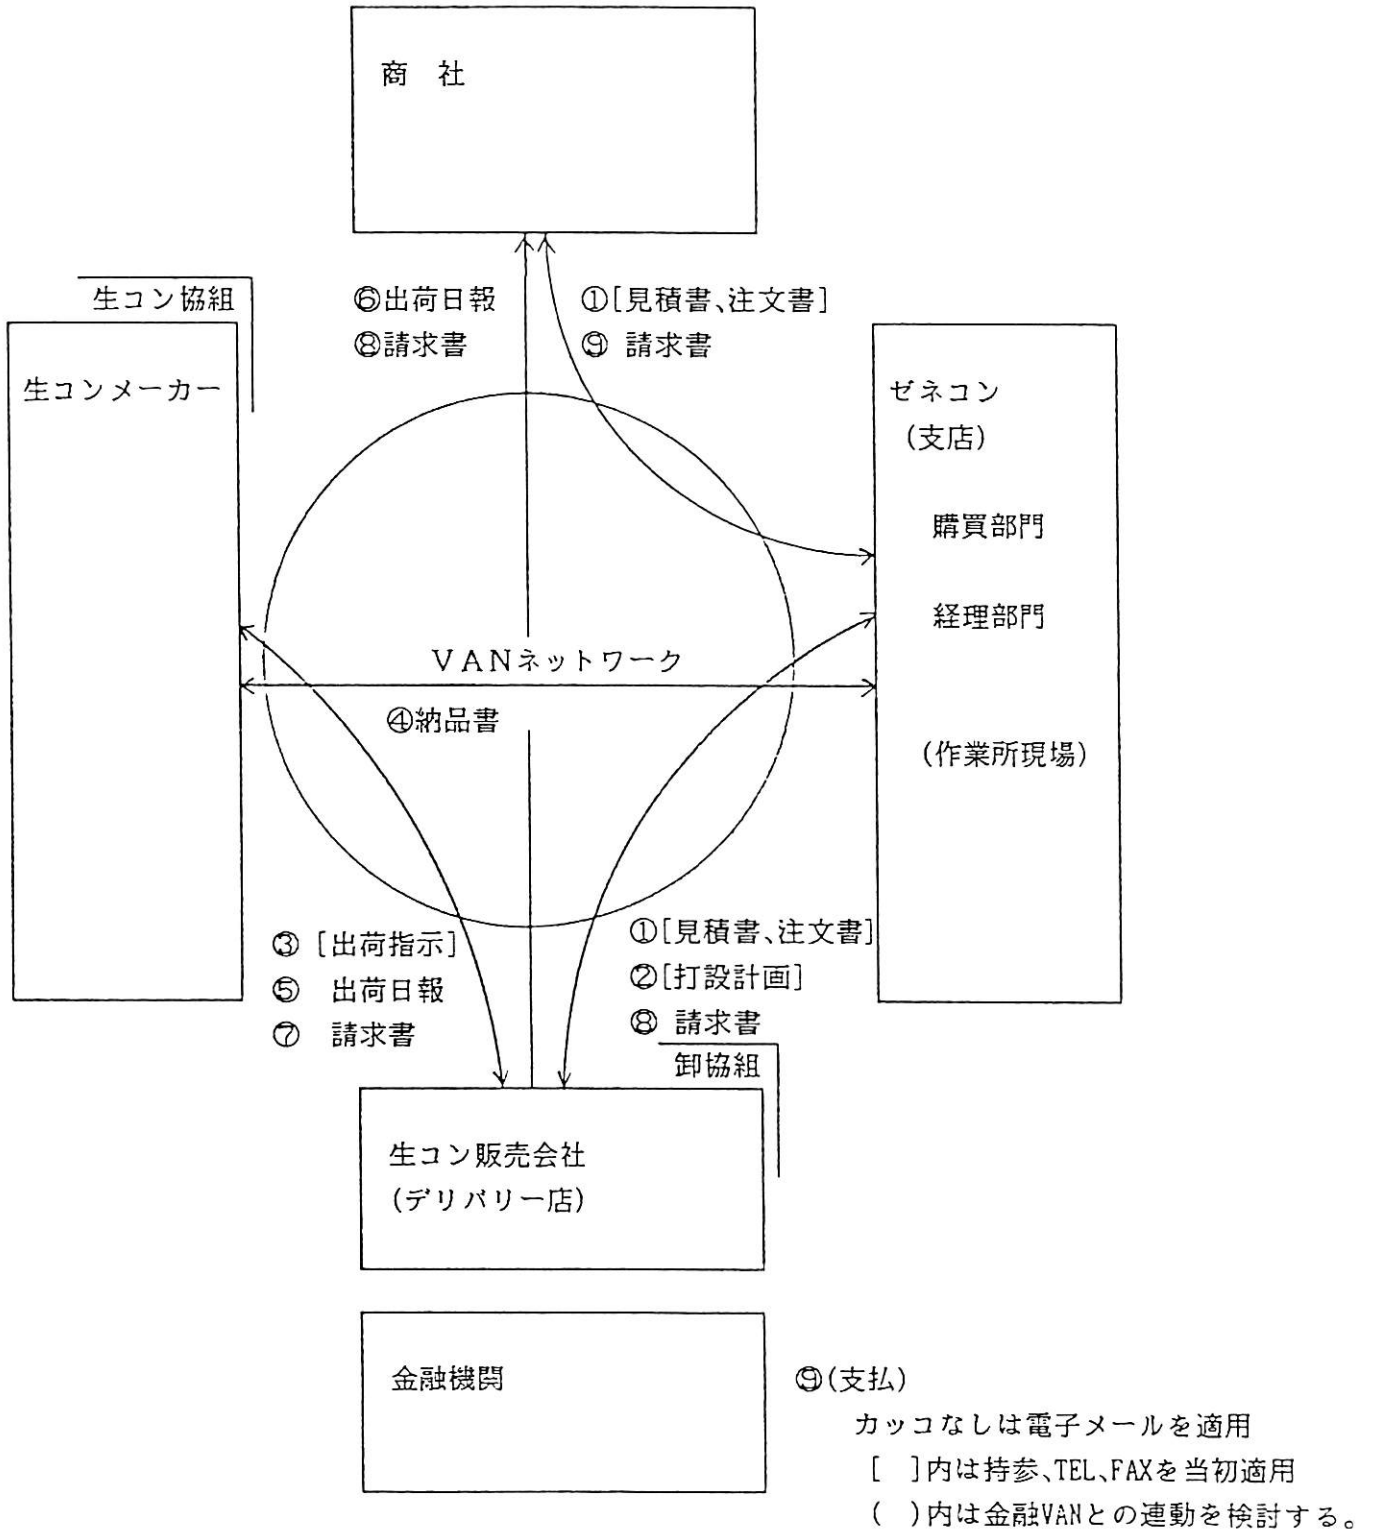 商　社
生コン協組
⑥出荷日報
⑧請求書
①[見積書、注文書]
⑨ 請求書
生コンメーカー
ゼネコン
(支店)
購買部門
経理部門
(作業所現場)
VANネットワーク
④納品書
③ [出荷指示]
⑤　出荷日報
⑦　請求書
①[見積書、注文書]
②[打設計画]
⑧ 請求書
卸協組
生コン販売会社
(デリバリー店)
金融機関
⑨(支払)
カッコなしは電子メールを適用
[　]内は持参、TEL、FAXを当初適用
(　)内は金融VANとの連動を検討する。